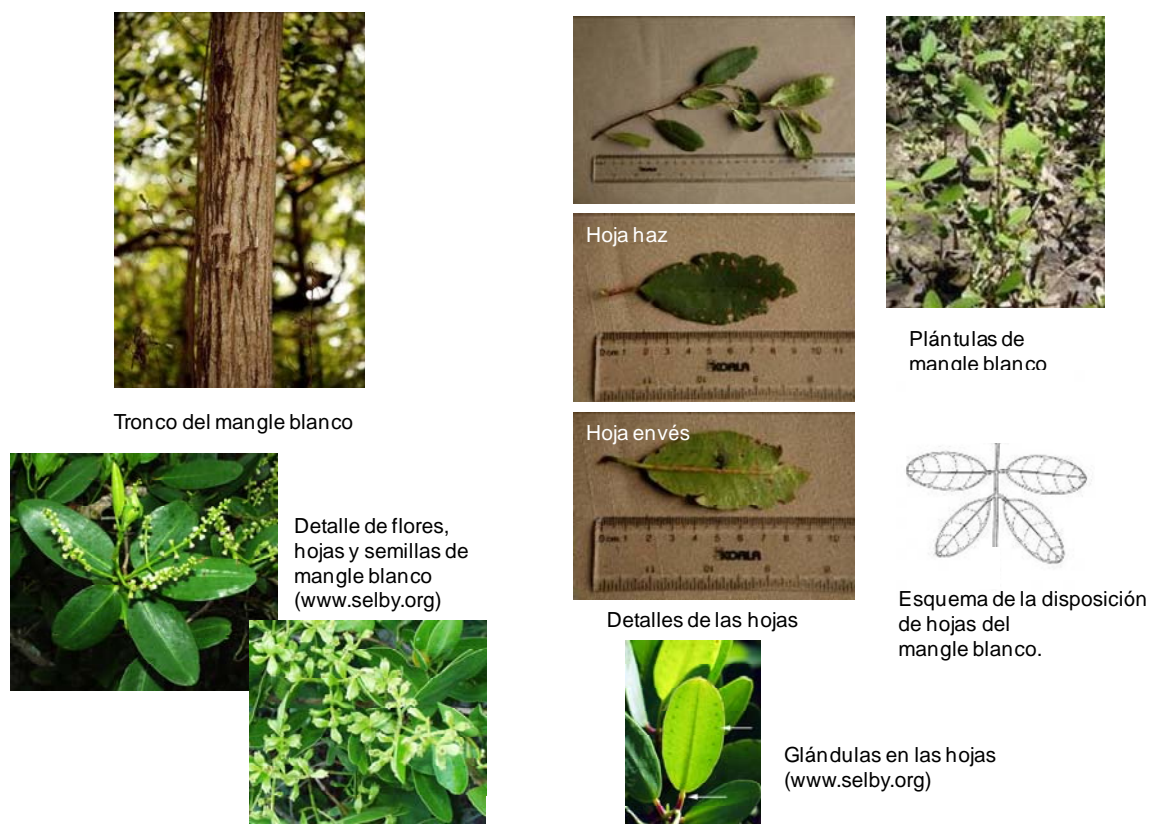 Tronco del mangle blanco
Detalle de flores,
hojas y semillas de
mangle blanco
(www.selby.org)
Hoja haz
KOALA
Hoja envés
KOALA
Detalles de las hojas
Glándulas en las hojas
(www.selby.org)
Plántulas de
mangle blanco
Esquema de la disposición
de hojas del
mangle blanco.